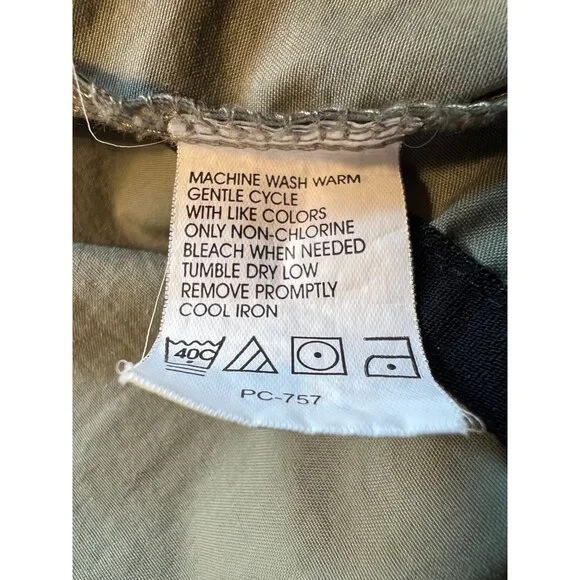 MACHINE WASH WARM
GENTLE CYCLE
WITH LIKE COLORS
ONLY NON-CHLORINE
BLEACH WHEN NEEDED
TUMBLE DRY LOW
REMOVE PROMPTLY
COOL IRON
40C
PC-757